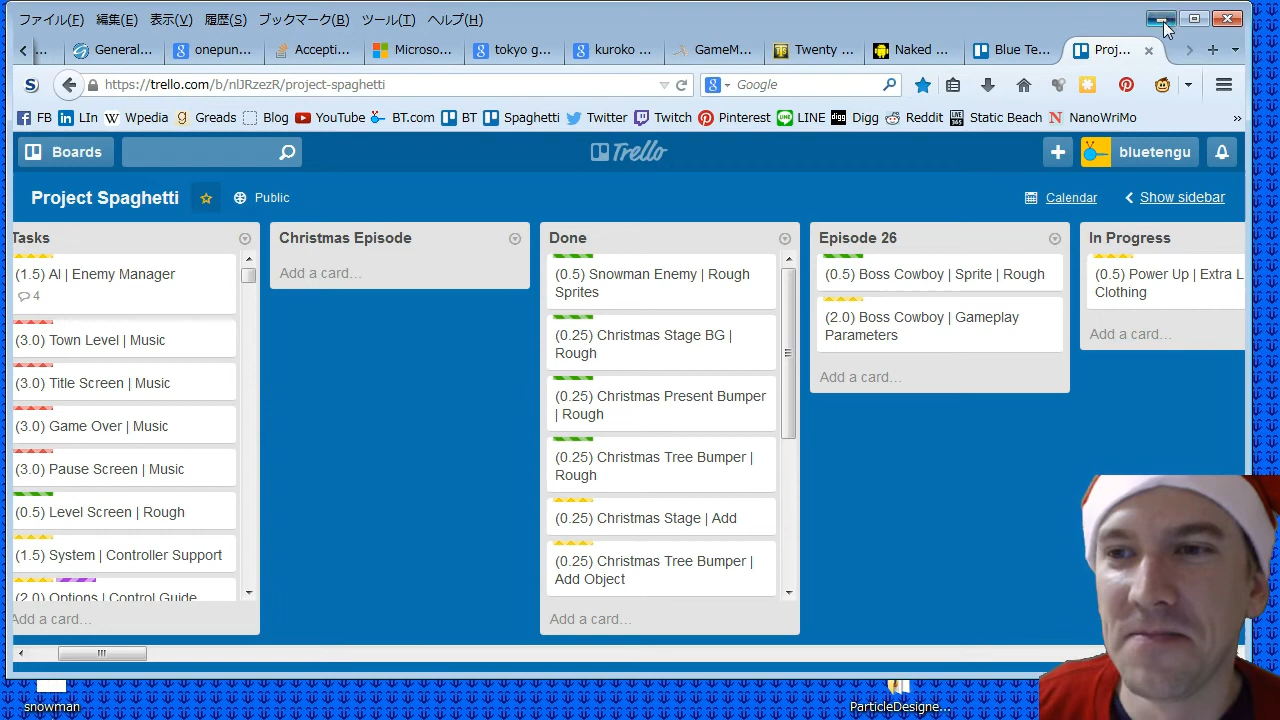 ファイル(F) 編集(E) 表示(V) 履歴(S) ブックマーク(B) ツール(T) ヘルプ(H)
... General... onepunc... Accepti... Microso... tokyo g... kuroko ... GameM... Twenty ... Naked ... Blue Te... Proj...
https://trello.com/b/nlJRzezR/project-spaghetti
Google
FB LIn Wpedia Greads Blog YouTube BT.com BT Spaghetti Twitter Twitch Pinterest LINE Digg Reddit Static Beach NanoWriMo
Boards
Trello
bluetengu
Project Spaghetti
Public
Calendar
Show sidebar
Tasks
(1.5) AI | Enemy Manager
4
(3.0) Town Level | Music
(3.0) Title Screen | Music
(3.0) Game Over | Music
(3.0) Pause Screen | Music
(0.5) Level Screen | Rough
(1.5) System | Controller Support
(2.0) Options | Control Guide
Add a card...
Christmas Episode
Add a card...
Done
(0.5) Snowman Enemy | Rough
Sprites
(0.25) Christmas Stage BG |
Rough
(0.25) Christmas Present Bumper
| Rough
(0.25) Christmas Tree Bumper |
Rough
(0.25) Christmas Stage | Add
(0.25) Christmas Tree Bumper |
Add Object
Add a card...
Episode 26
(0.5) Boss Cowboy | Sprite | Rough
(2.0) Boss Cowboy | Gameplay
Parameters
Add a card...
In Progress
(0.5) Power Up | Extra L
Clothing
Add a card...
snowman
ParticleDesigne...